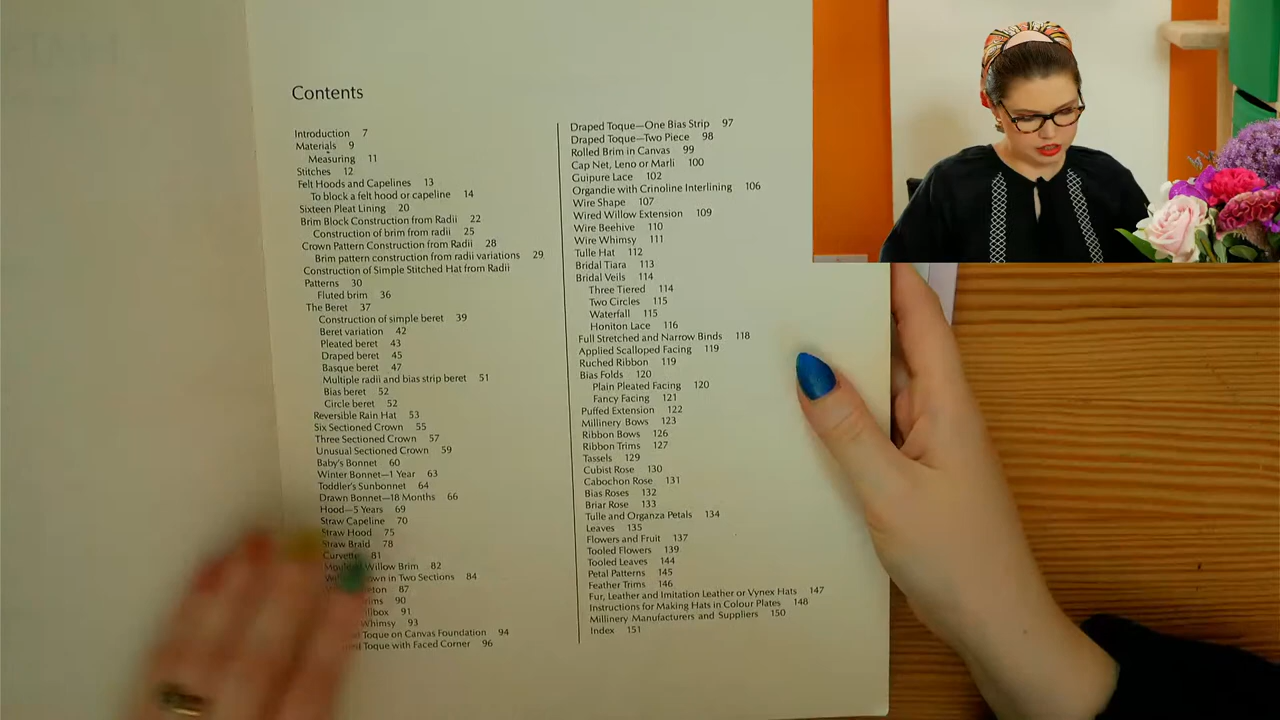 Contents
Introduction 7
Materials 9
Measuring 11
Stitches 12
Felt Hoods and Capelines 13
To block a felt hood or capeline 14
Sixteen Pleat Lining 20
Brim Block Construction from Radii 22
Construction of brim from radii 25
Crown Pattern Construction from Radii 28
Brim pattern construction from radii variations 29
Construction of Simple Stitched Hat from Radii
Patterns 30
Fluted brim 36
The Beret 37
Construction of simple beret 39
Beret variation 42
Pleated beret 43
Draped beret 45
Basque beret 47
Multiple radii and bias strip beret 51
Bias beret 52
Circle beret 52
Reversible Rain Hat 53
Six Sectioned Crown 55
Three Sectioned Crown 57
Unusual Sectioned Crown 59
Baby's Bonnet 60
Winter Bonnet—1 Year 63
Toddler's Sunbonnet 64
Drawn Bonnet—18 Months 66
Hood—5 Years 69
Straw Capeline 70
Straw Hood 75
Straw Braid 78
Curvette 81
Willow Brim 82
in Two Sections 84
87
90
91
Whimsy 93
Toque on Canvas Foundation 94
Toque with Faced Corner 96
Draped Toque—One Bias Strip 97
Draped Toque—Two Piece 98
Rolled Brim in Canvas 99
Cap Net, Leno or Marli 100
Guipure Lace 102
Organdie with Crinoline Interlining 106
Wire Shape 107
Wired Willow Extension 109
Wire Beehive 110
Wire Whimsy 111
Tulle Hat 112
Bridal Tiara 113
Bridal Veils 114
Three Tiered 114
Two Circles 115
Waterfall 115
Honiton Lace 116
Full Stretched and Narrow Binds 118
Applied Scalloped Facing 119
Ruched Ribbon 119
Bias Folds 120
Plain Pleated Facing 120
Fancy Facing 121
Puffed Extension 122
Millinery Bows 123
Ribbon Bows 126
Ribbon Trims 127
Tassels 129
Cubist Rose 130
Cabochon Rose 131
Bias Roses 132
Briar Rose 133
Tulle and Organza Petals 134
Leaves 135
Flowers and Fruit 137
Tooled Flowers 139
Tooled Leaves 144
Petal Patterns 145
Feather Trims 146
Fur, Leather and Imitation Leather or Vynex Hats 147
Instructions for Making Hats in Colour Plates 148
Millinery Manufacturers and Suppliers 150
Index 151